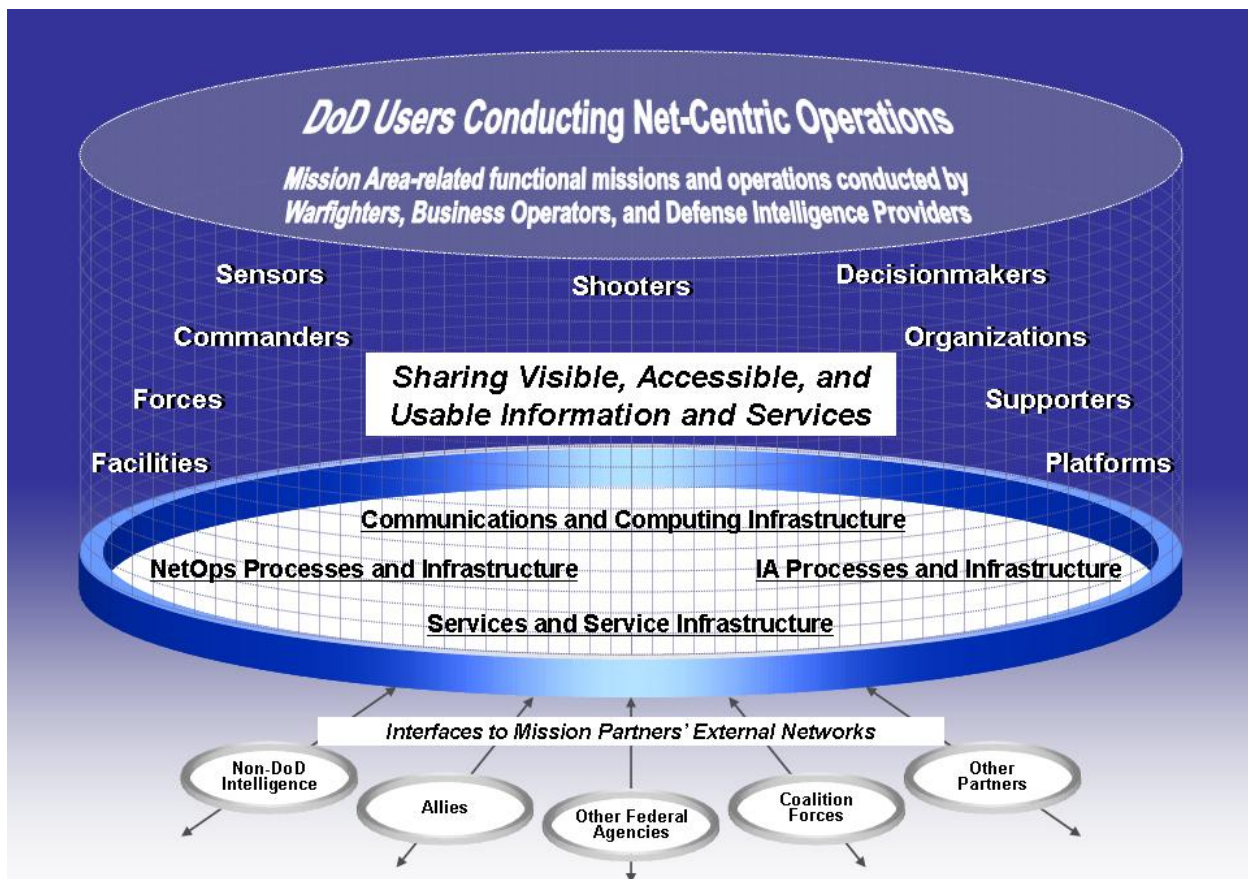 DoD Users Conducting Net-Centric Operations
Mission Area-related functional missions and operations conducted by
Warfighters, Business Operators, and Defense Intelligence Providers
Sensors
Shooters
Decisionmakers
Commanders
Organizations
Sharing Visible, Accessible, and
Usable Information and Services
Forces
Supporters
Facilities
Platforms
Communications and Computing Infrastructure
NetOps Processes and Infrastructure
IA Processes and Infrastructure
Services and Service Infrastructure
Interfaces to Mission Partners' External Networks
Non-DoD
Intelligence
Allies
Other Federal
Agencies
Coalition
Forces
Other
Partners